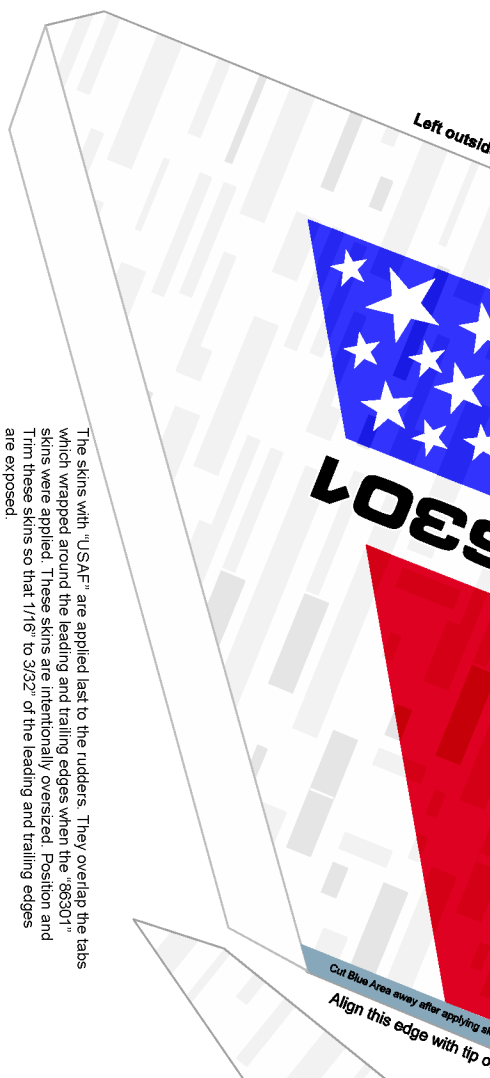 Left outsid
5301
The skins with “USAF” are applied last to the rudders. They overlap the tabs
which wrapped around the leading and trailing edges when the “86301”
skins were applied. These skins are intentionally oversized. Position and
Trim these skins so that 1/16” to 3/32” of the leading and trailing edges
are exposed.
Cut Blue Area away after applying sk
Align this edge with tip o